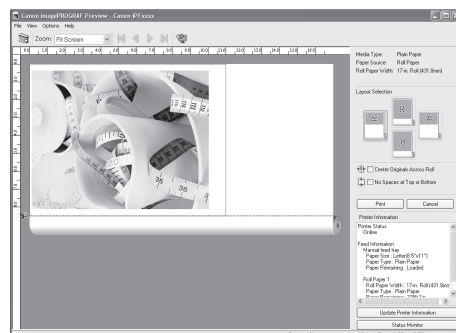 Canon imagePROGRAF Preview - Canon iPFxxxx
File View Options Help
Zoom: Fit Screen
Media Type: Plain Paper
Paper Source: Roll Paper
Roll Paper Width: 17-in. Roll (431.8mm)
Layout Selection
Center Originals Across Roll
No Spaces at Top or Bottom
Print Cancel
Printer Information
Printer Status
Online
Feed Information
Manual feed tray
Paper Size : Letter(8.5"x11")
Paper Type : Plain Paper
Paper Remaining : Loaded
Roll Paper 1
Roll Paper Width : 17-in. Roll (431.8mm
Paper Type : Plain Paper
Update Printer Information
Status Monitor